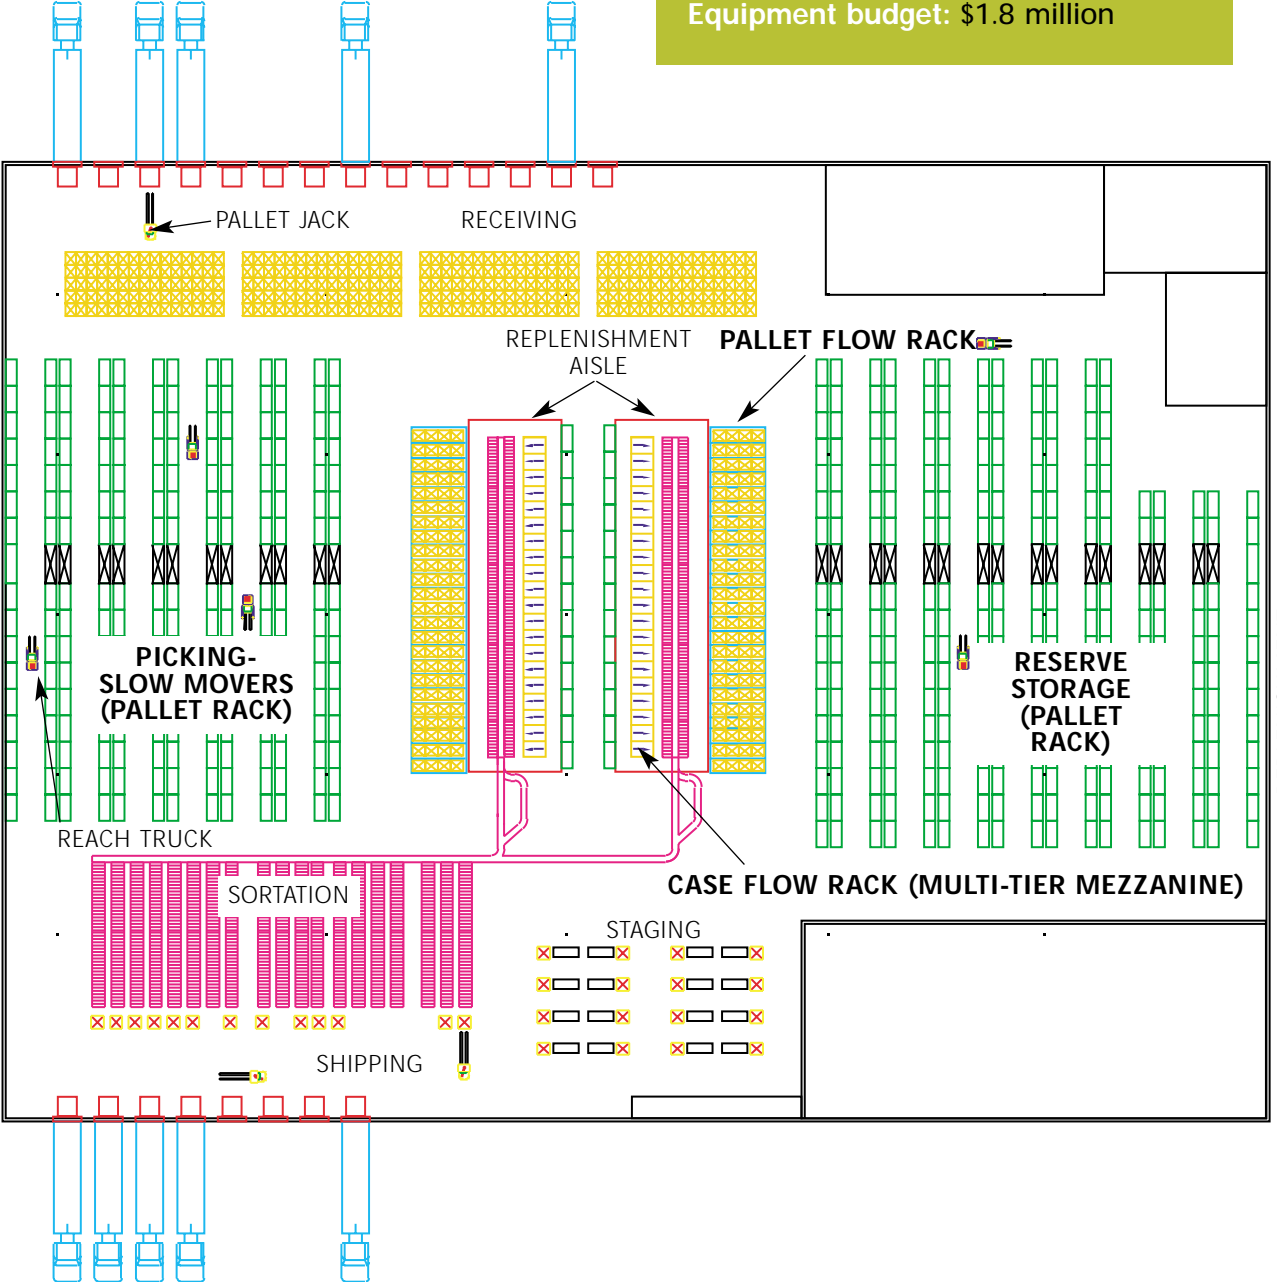 Equipment budget: $1.8 million
PALLET JACK
RECEIVING
REPLENISHMENT
AISLE
PALLET FLOW RACK
PICKING-
SLOW MOVERS
(PALLET RACK)
RESERVE
STORAGE
(PALLET
RACK)
REACH TRUCK
CASE FLOW RACK (MULTI-TIER MEZZANINE)
SORTATION
STAGING
SHIPPING